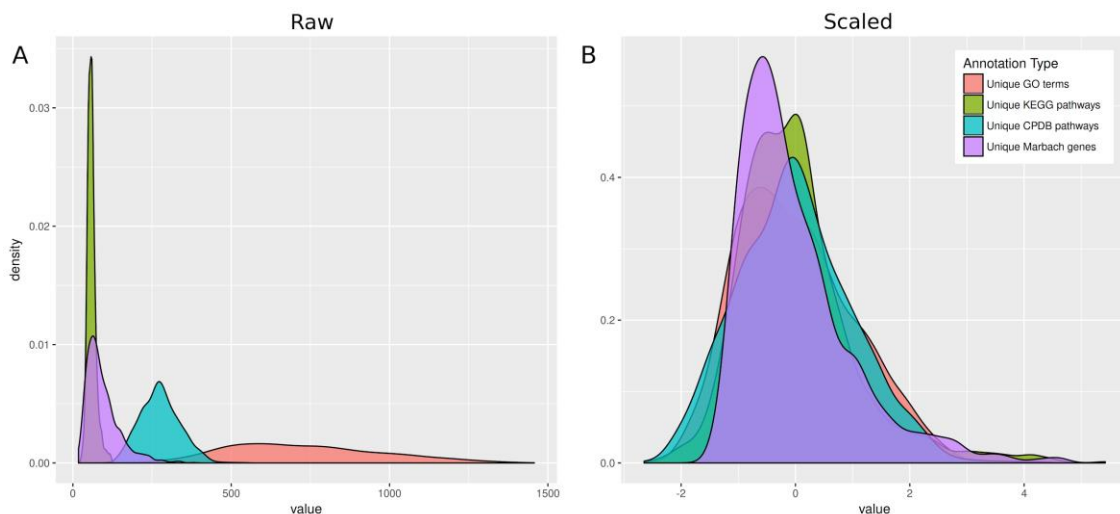 Raw
Scaled
A
B
density
0.03
0.02
0.01
0.00
0
500
1000
1500
value
0.4
0.2
0.0
-2
0
2
4
value
Annotation Type
Unique GO terms
Unique KEGG pathways
Unique CPDB pathways
Unique Marbach genes